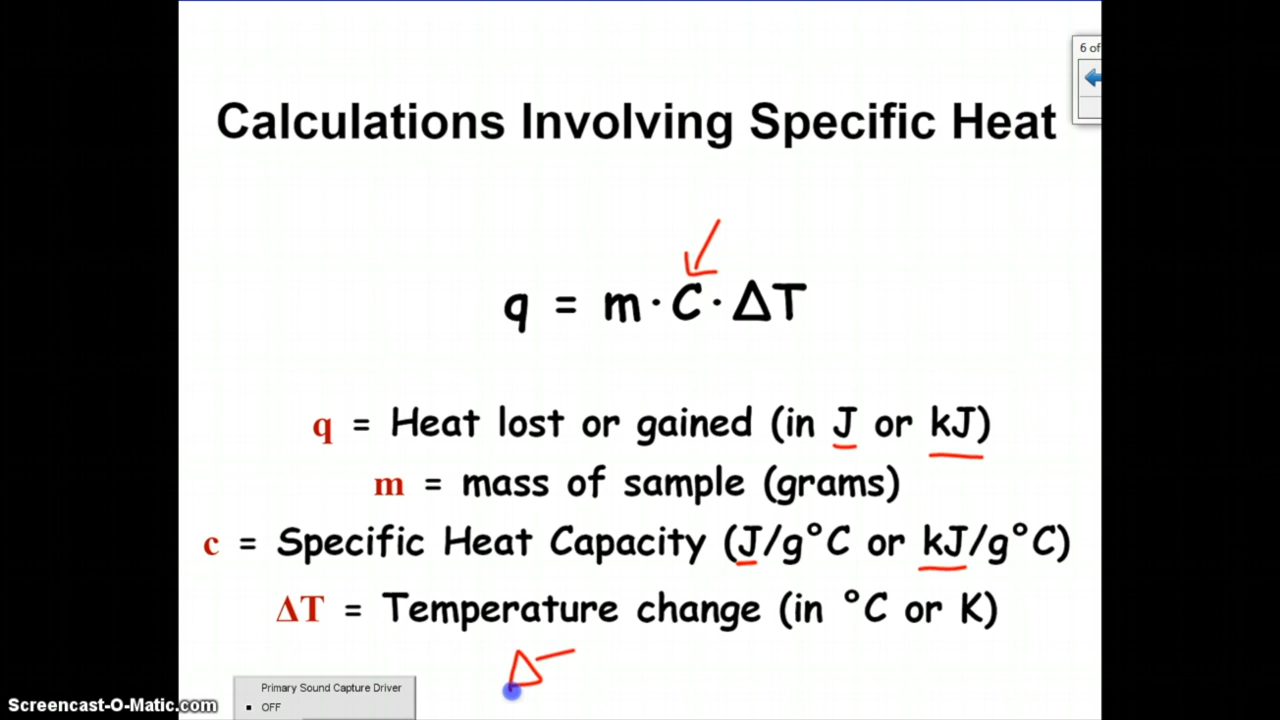 6 of
Calculations Involving Specific Heat
q = m · C · ΔT
q = Heat lost or gained (in J or kJ)
m = mass of sample (grams)
c = Specific Heat Capacity (J/g°C or kJ/g°C)
ΔT = Temperature change (in °C or K)
Δ
Primary Sound Capture Driver
OFF
Screencast-O-Matic.com